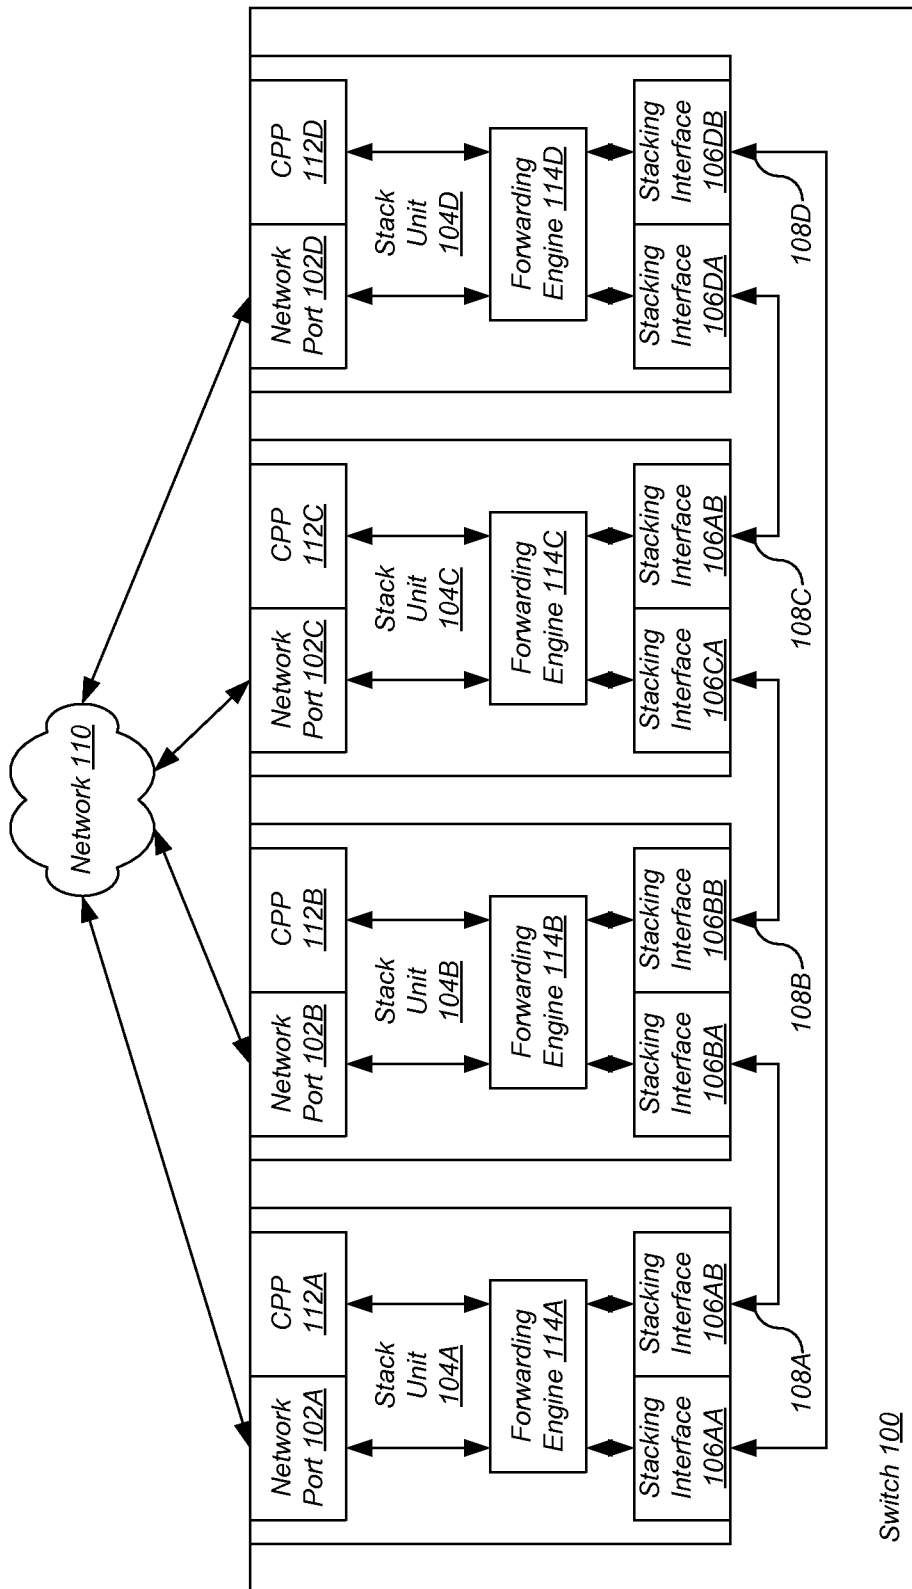 Network 110
Network
Port 102A
CPP
112A
Stack
Unit
104A
Forwarding
Engine 114A
Stacking
Interface
106AA
Stacking
Interface
106AB
108A
Network
Port 102B
CPP
112B
Stack
Unit
104B
Forwarding
Engine 114B
Stacking
Interface
106BA
Stacking
Interface
106BB
108B
Network
Port 102C
CPP
112C
Stack
Unit
104C
Forwarding
Engine 114C
Stacking
Interface
106CA
Stacking
Interface
106AB
108C
Network
Port 102D
CPP
112D
Stack
Unit
104D
Forwarding
Engine 114D
Stacking
Interface
106DA
Stacking
Interface
106DB
108D
Switch 100